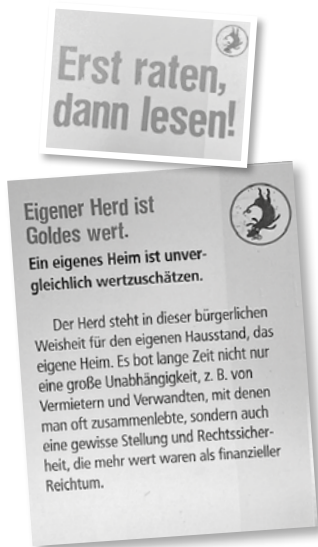 Erst raten,
dann lesen!
Eigener Herd ist
Goldes wert.
Ein eigenes Heim ist unver-
gleichlich wertzuschätzen.
Der Herd steht in dieser bürgerlichen
Weisheit für den eigenen Hausstand, das
eigene Heim. Es bot lange Zeit nicht nur
eine große Unabhängigkeit, z. B. von
Vermietern und Verwandten, mit denen
man oft zusammenlebte, sondern auch
eine gewisse Stellung und Rechtssicher-
heit, die mehr wert waren als finanzieller
Reichtum.